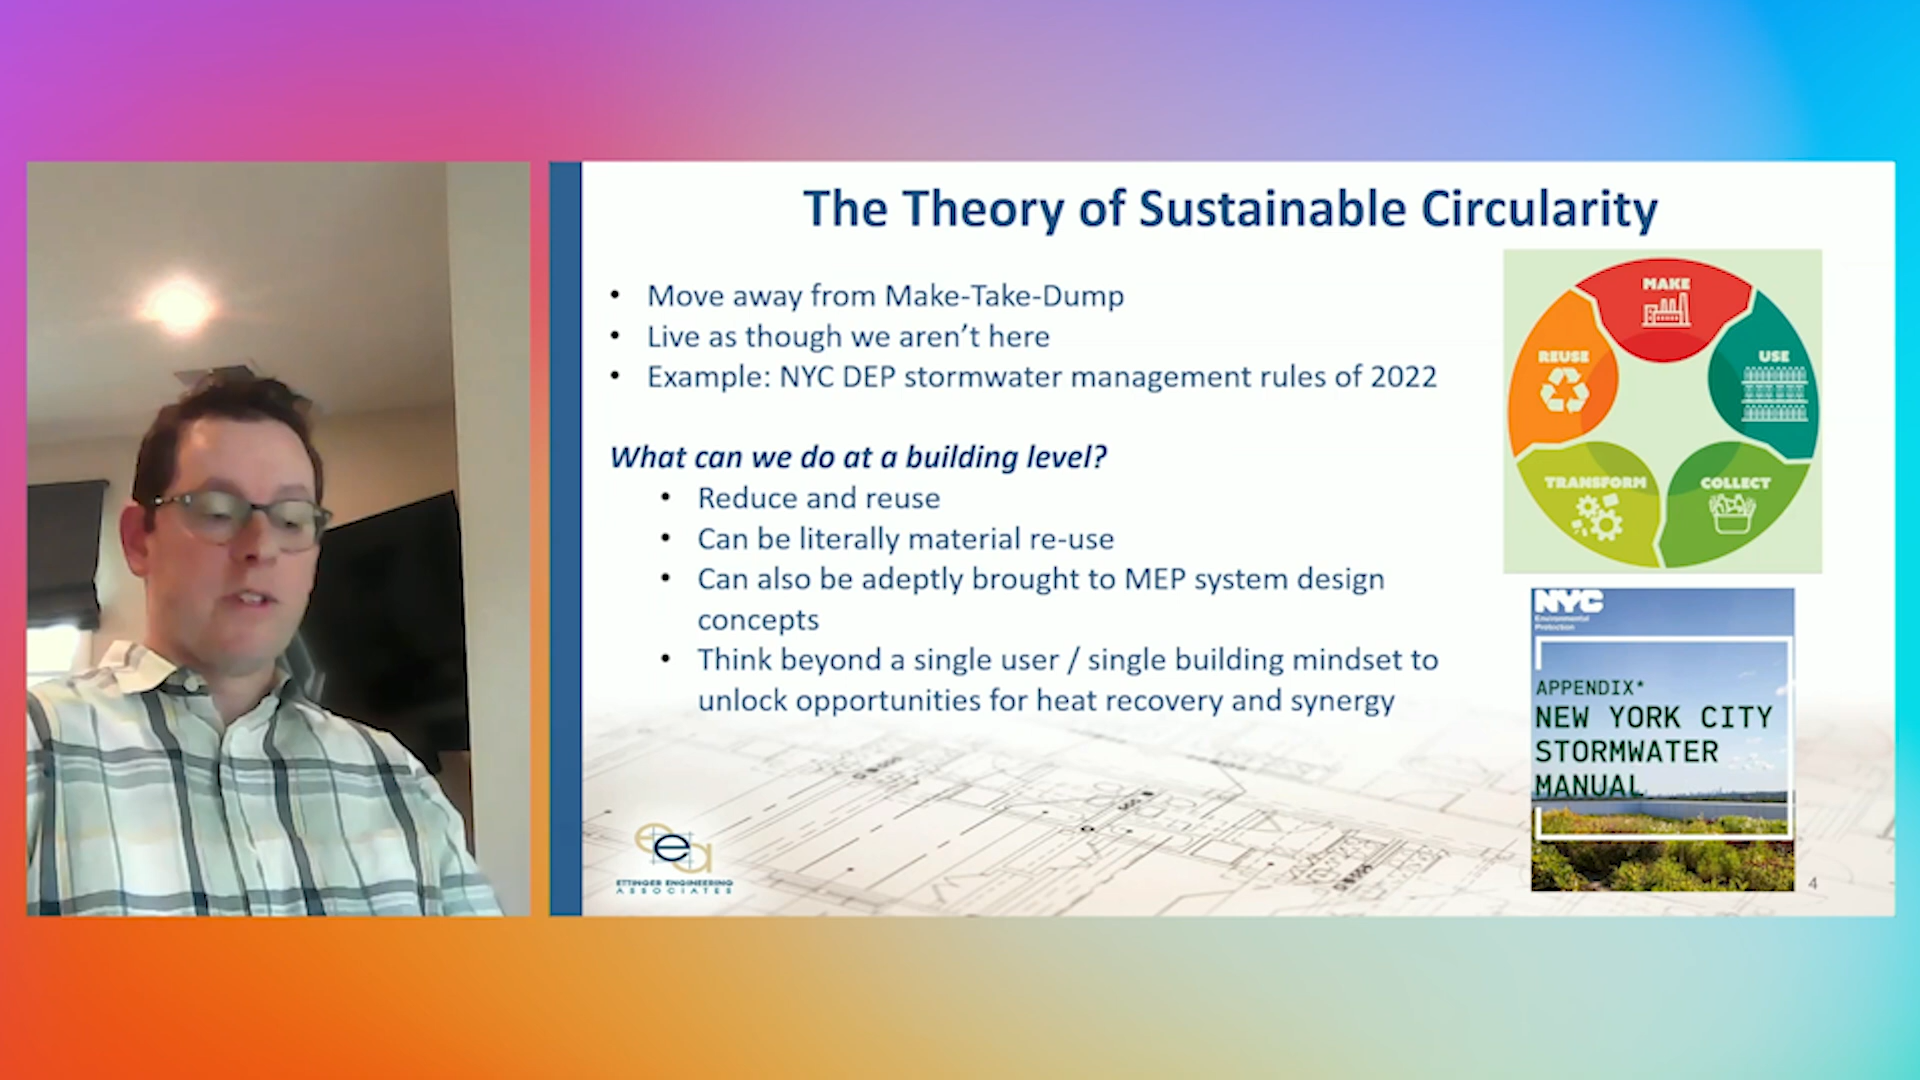 The Theory of Sustainable Circularity
• Move away from Make-Take-Dump
• Live as though we aren't here
• Example: NYC DEP stormwater management rules of 2022
What can we do at a building level?
• Reduce and reuse
• Can be literally material re-use
• Can also be adeptly brought to MEP system design
concepts
• Think beyond a single user / single building mindset to
unlock opportunities for heat recovery and synergy
MAKE
USE
COLLECT
TRANSFORM
REUSE
NYC
Environmental
Protection
APPENDIX*
NEW YORK CITY
STORMWATER
MANUAL
eea
ETTINGER ENGINEERING
ASSOCIATES
4